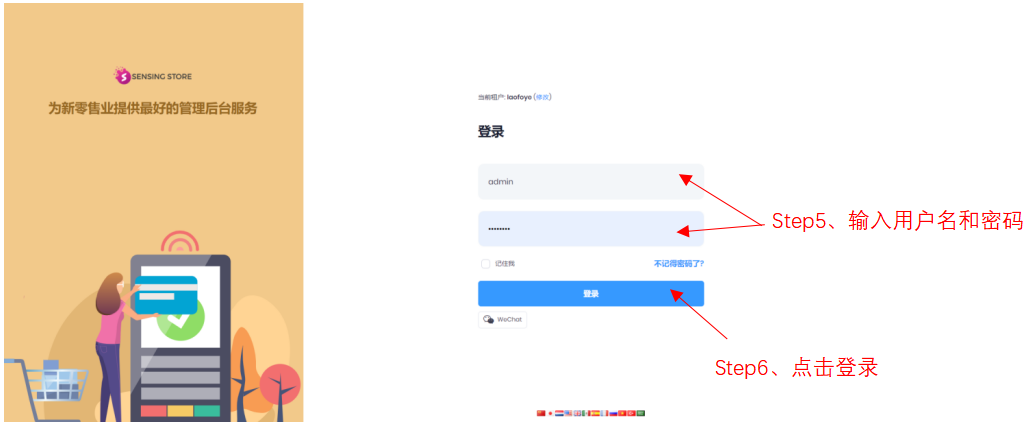 SENSING STORE
为新零售业提供最好的管理后台服务
当前租户: laofoye (修改)
登录
admin
••••••••
Step5、输入用户名和密码
记住我
不记得密码了?
登录
WeChat
Step6、点击登录